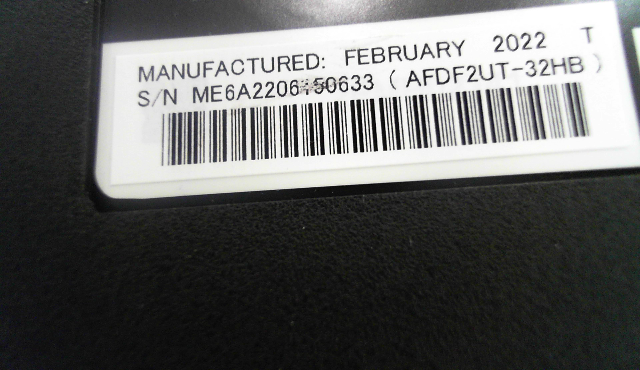 MANUFACTURED: FEBRUARY 2022 T
S/N (AFDF2UT-32HB)